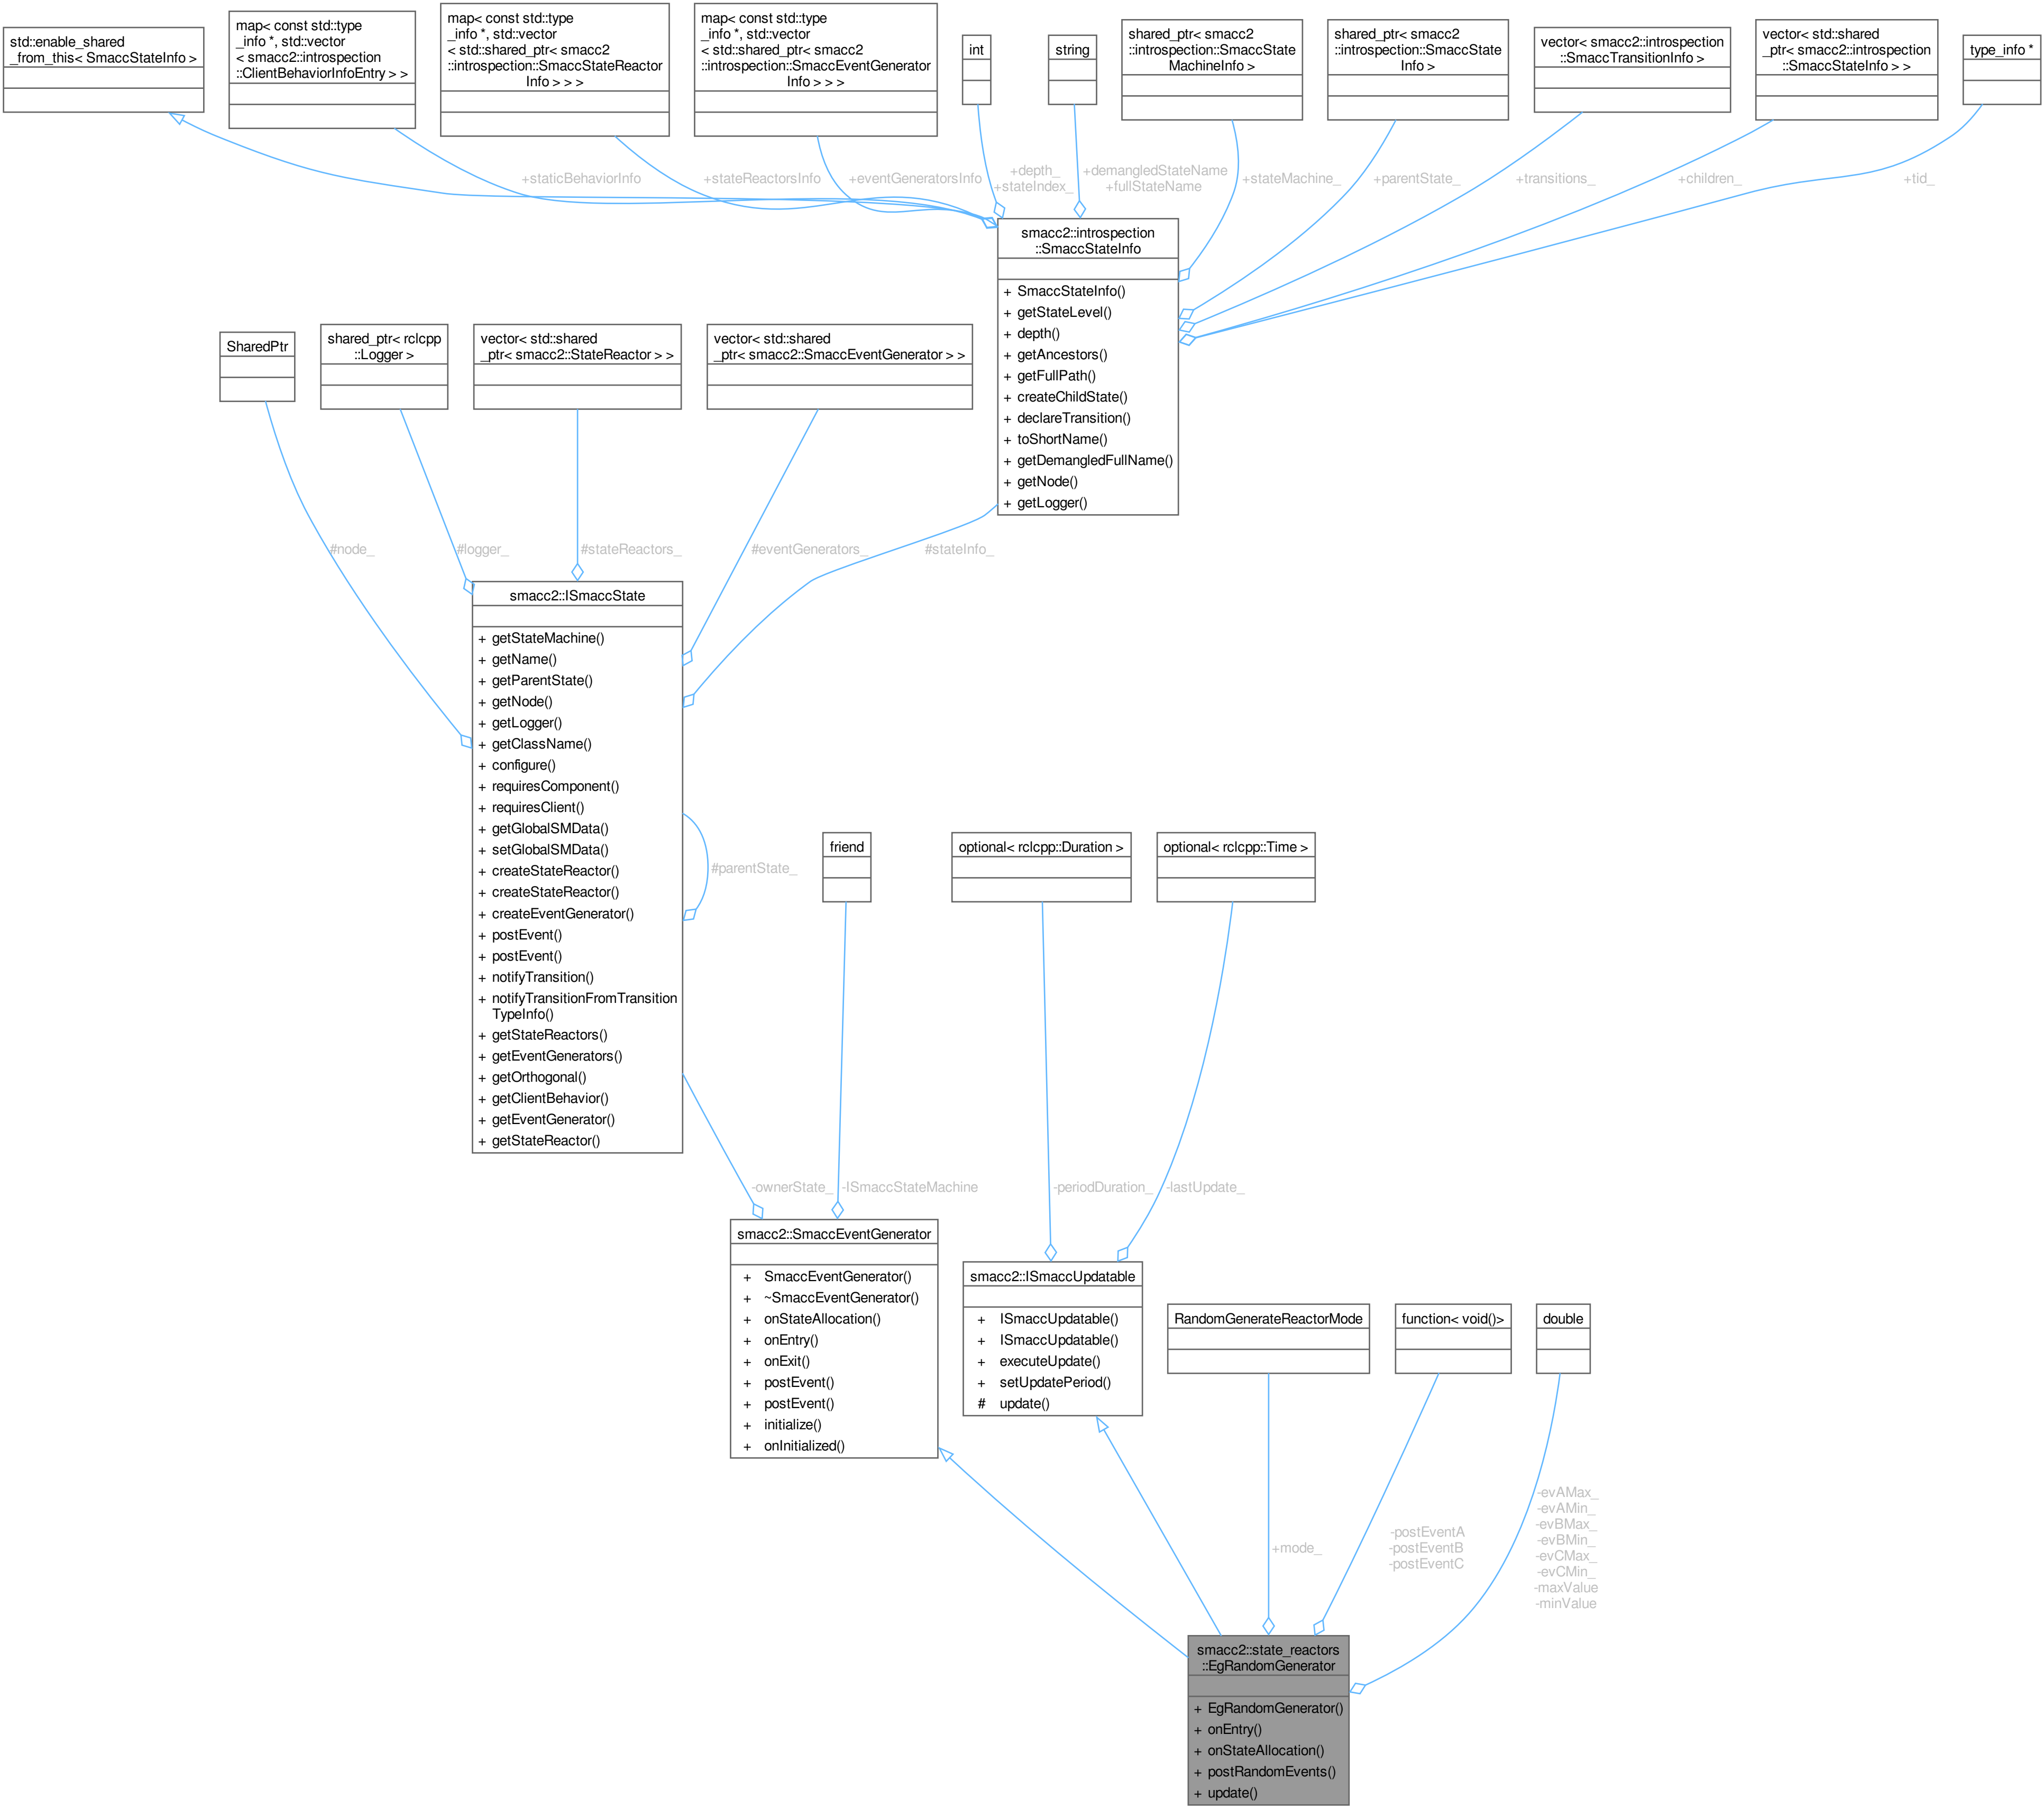 std::enable_shared
_from_this< SmaccStateInfo >
map< const std::type
_info *, std::vector
< smacc2::introspection
::ClientBehaviorInfoEntry > >
map< const std::type
_info *, std::vector
< std::shared_ptr< smacc2
::introspection::SmaccStateReactor
Info > > >
map< const std::type
_info *, std::vector
< std::shared_ptr< smacc2
::introspection::SmaccEventGenerator
Info > > >
int
string
shared_ptr< smacc2
::introspection::SmaccState
MachineInfo >
shared_ptr< smacc2
::introspection::SmaccState
Info >
vector< smacc2::introspection
::SmaccTransitionInfo >
vector< std::shared
_ptr< smacc2::introspection
::SmaccStateInfo > >
type_info *
+staticBehaviorInfo
+stateReactorsInfo
+eventGeneratorsInfo
+depth_
+stateIndex_
+demangledStateName
+fullStateName
+stateMachine_
+parentState_
+transitions_
+children_
+tid_
smacc2::introspection
::SmaccStateInfo
+ SmaccStateInfo()
+ getStateLevel()
+ depth()
+ getAncestors()
+ getFullPath()
+ createChildState()
+ declareTransition()
+ toShortName()
+ getDemangledFullName()
+ getNode()
+ getLogger()
SharedPtr
shared_ptr< rclcpp
::Logger >
vector< std::shared
_ptr< smacc2::StateReactor > >
vector< std::shared
_ptr< smacc2::SmaccEventGenerator > >
#node_
#logger_
#stateReactors_
#eventGenerators_
#stateInfo_
smacc2::ISmaccState
+ getStateMachine()
+ getName()
+ getParentState()
+ getNode()
+ getLogger()
+ getClassName()
+ configure()
+ requiresComponent()
+ requiresClient()
+ getGlobalSMData()
+ setGlobalSMData()
+ createStateReactor()
+ createStateReactor()
+ createEventGenerator()
+ postEvent()
+ postEvent()
+ notifyTransition()
+ notifyTransitionFromTransition
TypeInfo()
+ getStateReactors()
+ getEventGenerators()
+ getOrthogonal()
+ getClientBehavior()
+ getEventGenerator()
+ getStateReactor()
#parentState_
friend
optional< rclcpp::Duration >
optional< rclcpp::Time >
-ownerState_
-ISmaccStateMachine
-periodDuration_
-lastUpdate_
smacc2::SmaccEventGenerator
+ SmaccEventGenerator()
+ ~SmaccEventGenerator()
+ onStateAllocation()
+ onEntry()
+ onExit()
+ postEvent()
+ postEvent()
+ initialize()
+ onInitialized()
smacc2::ISmaccUpdatable
+ ISmaccUpdatable()
+ ISmaccUpdatable()
+ executeUpdate()
+ setUpdatePeriod()
# update()
RandomGenerateReactorMode
function< void()>
double
+mode_
-postEventA
-postEventB
-postEventC
-evAMax_
-evAMin_
-evBMax_
-evBMin_
-evCMax_
-evCMin_
-maxValue
-minValue
smacc2::state_reactors
::EgRandomGenerator
+ EgRandomGenerator()
+ onEntry()
+ onStateAllocation()
+ postRandomEvents()
+ update()